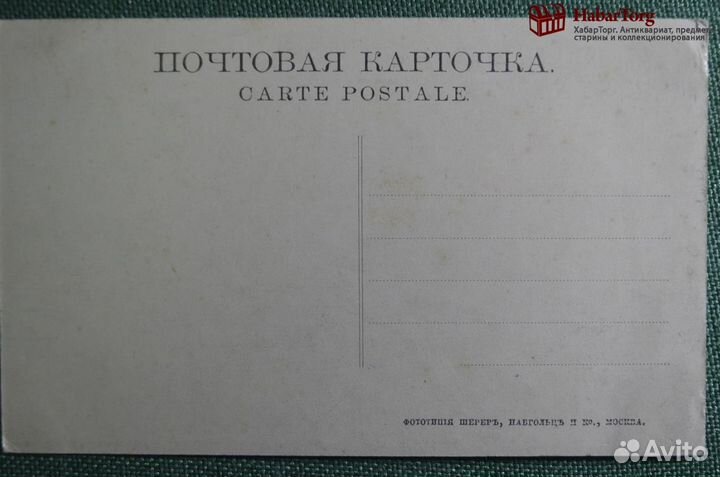 HabarTorg
ХабарТорг. Антиквариат, предметы
старины и коллекционирования
ПОЧТОВАЯ КАРТОЧКА.
CARTE POSTALE.
ФОТОТИПІЯ ШЕРЕРЪ, НАБГОЛЬЦЪ И Ко., МОСКВА.
Avito